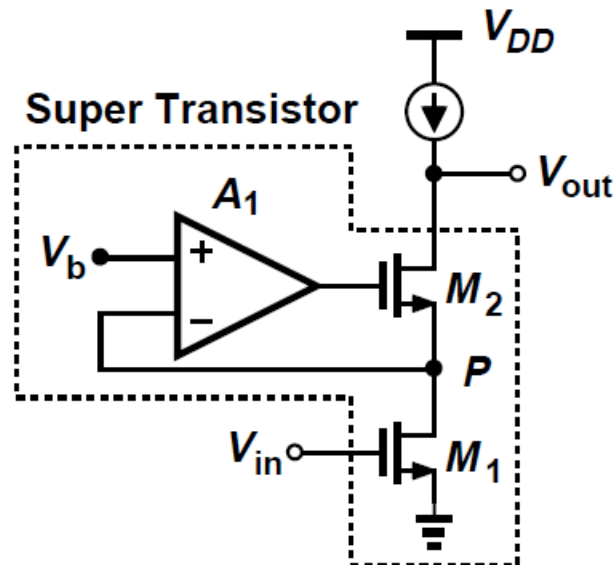 V_DD
Super Transistor
A_1
V_out
V_b
+
−
M_2
P
V_in
M_1